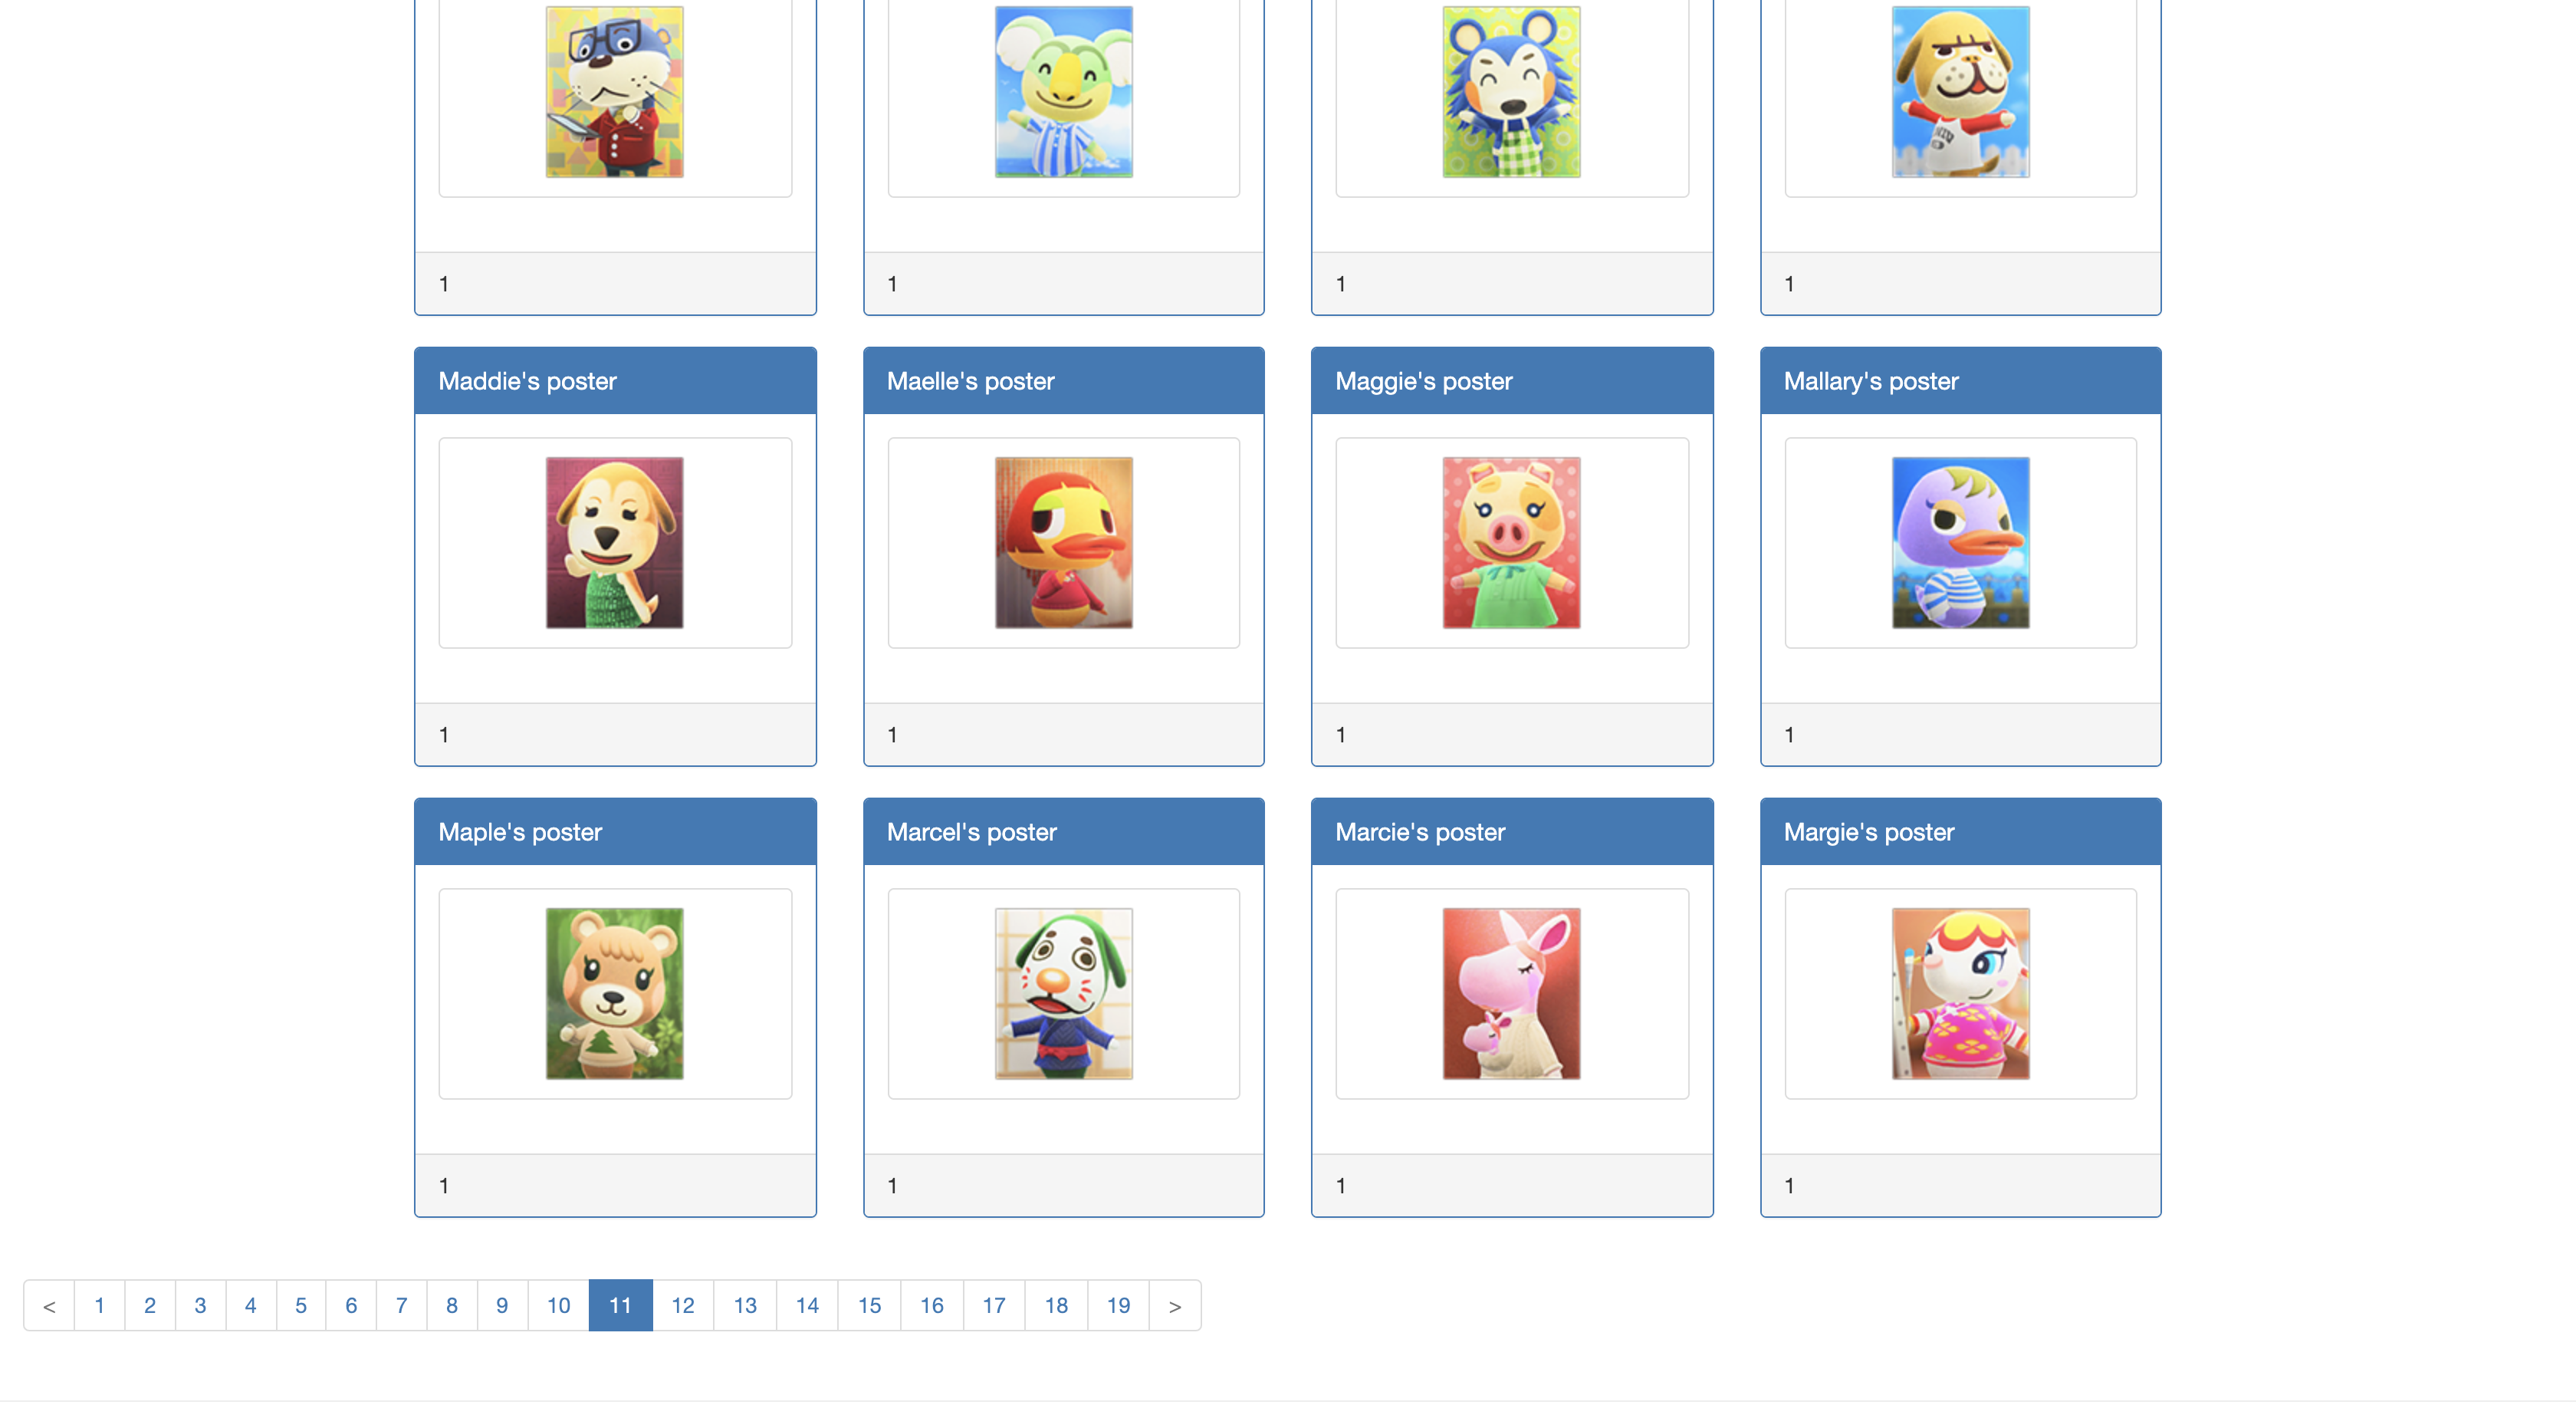 1 1 1 1
Maddie's poster Maelle's poster Maggie's poster Mallary's poster
1 1 1 1
Maple's poster Marcel's poster Marcie's poster Margie's poster
1 1 1 1
< 1 2 3 4 5 6 7 8 9 10 11 12 13 14 15 16 17 18 19 >